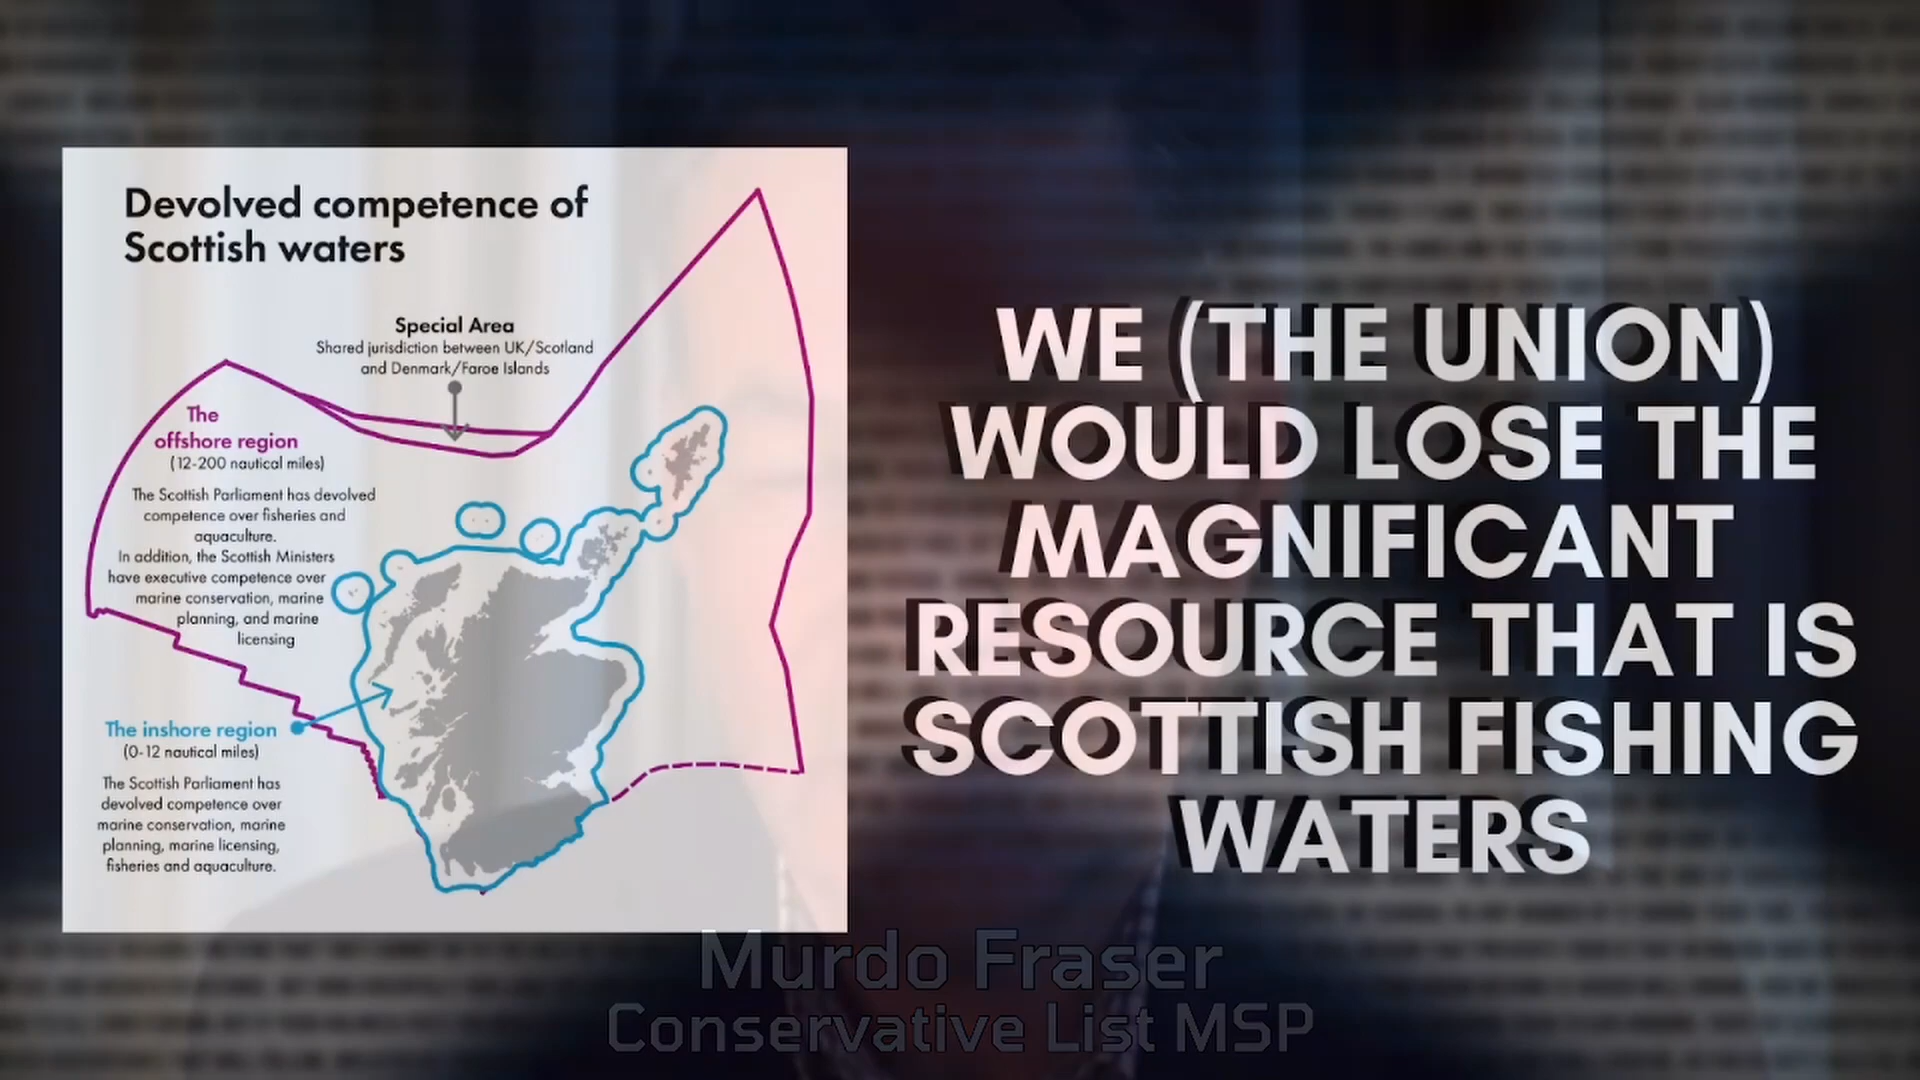 Devolved competence of
Scottish waters
Special Area
Shared jurisdiction between UK/Scotland
and Denmark/Faroe Islands
The
offshore region
(12-200 nautical miles)
The Scottish Parliament has devolved
competence over fisheries and
aquaculture.
In addition, the Scottish Ministers
have executive competence over
marine conservation, marine
planning, and marine
licensing
The inshore region
(0-12 nautical miles)
The Scottish Parliament has
devolved competence over
marine conservation, marine
planning, marine licensing,
fisheries and aquaculture.
WE (THE UNION)
WOULD LOSE THE
MAGNIFICANT
RESOURCE THAT IS
SCOTTISH FISHING
WATERS
Murdo Fraser
Conservative List MSP